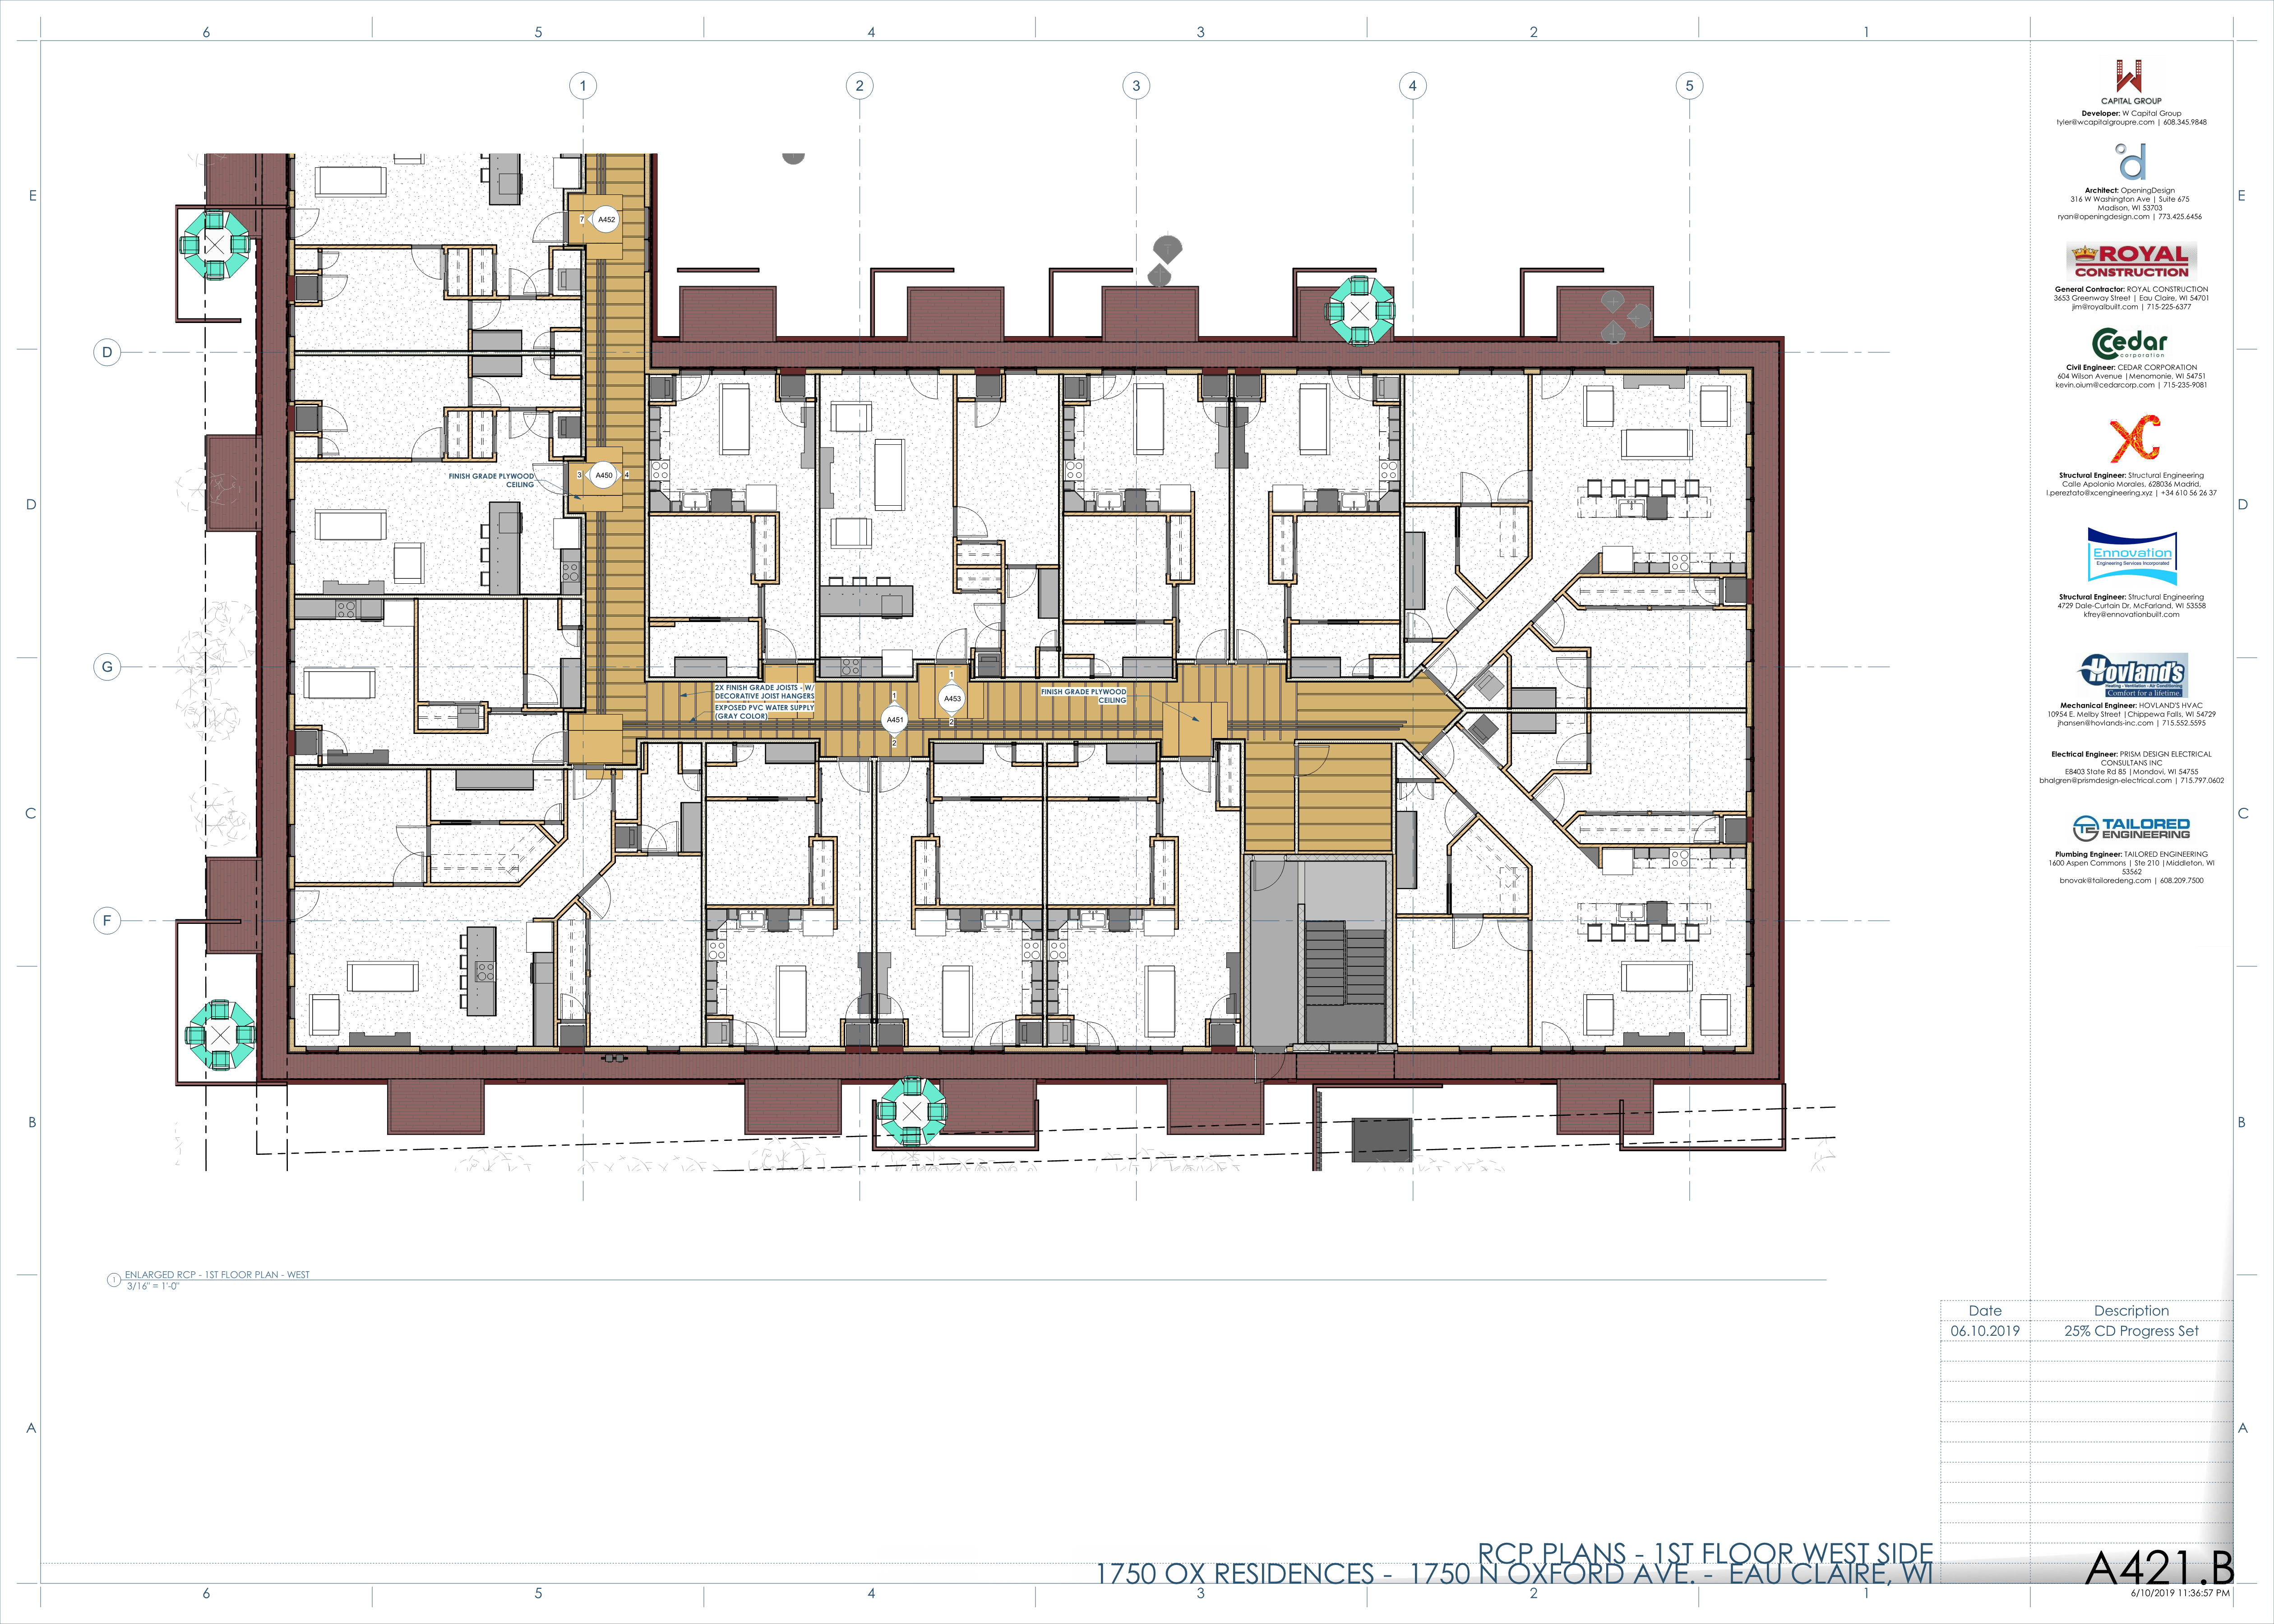 6 5 4 3 2 1
1 2 3 4 5
E
D
C
B
A
E
D
C
B
A
D
G
F
7 A452
3 A450 4
FINISH GRADE PLYWOOD
CEILING
2X FINISH GRADE JOISTS - W/
DECORATIVE JOIST HANGERS
EXPOSED PVC WATER SUPPLY
(GRAY COLOR)
1
A451
2
1
A453
2
FINISH GRADE PLYWOOD
CEILING
1
ENLARGED RCP - 1ST FLOOR PLAN - WEST
3/16" = 1'-0"
CAPITAL GROUP
Developer: W Capital Group
tyler@wcapitalgroupre.com | 608.345.9848
Architect: OpeningDesign
316 W Washington Ave | Suite 675
Madison, WI 53703
ryan@openingdesign.com | 773.425.6456
ROYAL
CONSTRUCTION
General Contractor: ROYAL CONSTRUCTION
3653 Greenway Street | Eau Claire, WI 54701
jim@royalbuilt.com | 715-225-6377
Cedar
corporation
Civil Engineer: CEDAR CORPORATION
604 Wilson Avenue |Menomonie, WI 54751
kevin.oium@cedarcorp.com | 715-235-9081
XC
Structural Engineer: Structural Engineering
Calle Apolonio Morales, 628036 Madrid,
l.pereztato@xcengineering.xyz | +34 610 56 26 37
Ennovation
Engineering Services Incorporated
Structural Engineer: Structural Engineering
4729 Dale-Curtain Dr, McFarland, WI 53558
kfrey@ennovationbuilt.com
Hovland's
Heating - Ventilation - Air Conditioning
Comfort for a lifetime.
Mechanical Engineer: HOVLAND'S HVAC
10954 E. Melby Street |Chippewa Falls, WI 54729
jhansen@hovlands-inc.com | 715.552.5595
Electrical Engineer: PRISM DESIGN ELECTRICAL
CONSULTANS INC
E8403 State Rd 85 |Mondovi, WI 54755
bhalgren@prismdesign-electrical.com | 715.797.0602
TE TAILORED
ENGINEERING
Plumbing Engineer: TAILORED ENGINEERING
1600 Aspen Commons | Ste 210 |Middleton, WI
53562
bnovak@tailoredeng.com | 608.209.7500
Date Description
06.10.2019 25% CD Progress Set
RCP PLANS - 1ST FLOOR WEST SIDE
1750 OX RESIDENCES - 1750 N OXFORD AVE. - EAU CLAIRE, WI
A421.B
6/10/2019 11:36:57 PM
6 5 4 3 2 1